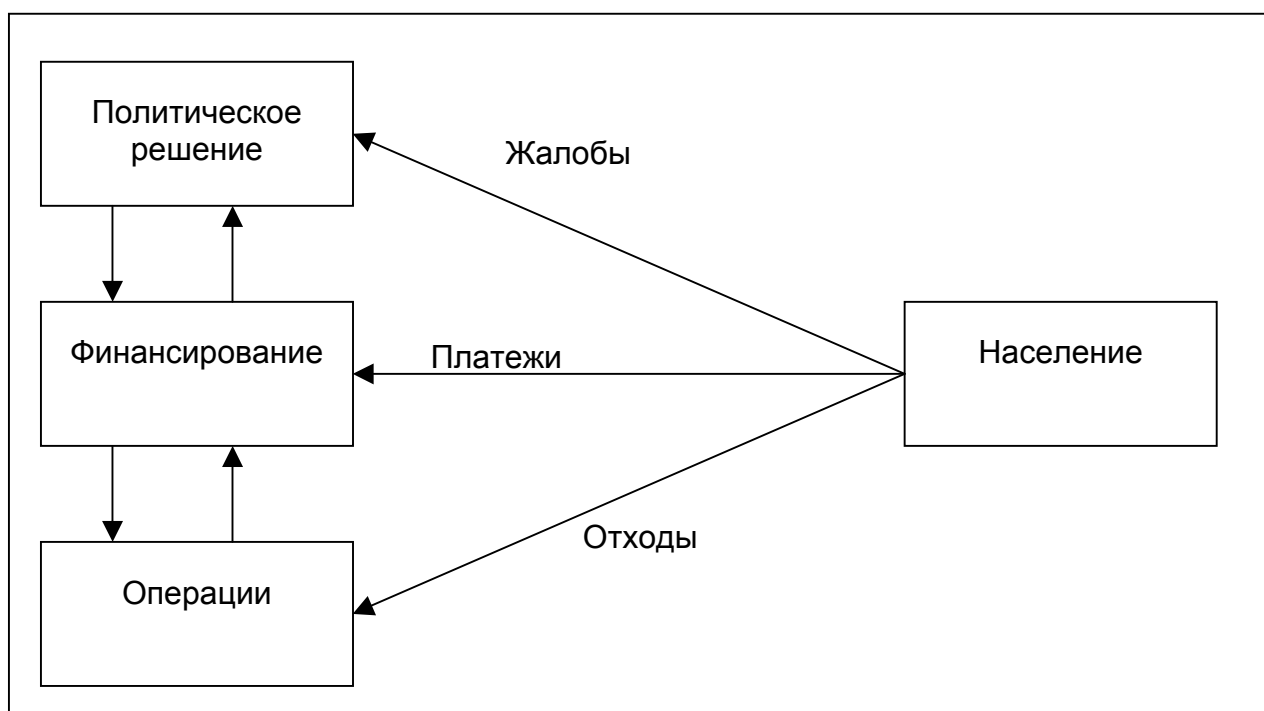 Политическое
решение
Жалобы
Финансирование
Платежи
Население
Отходы
Операции